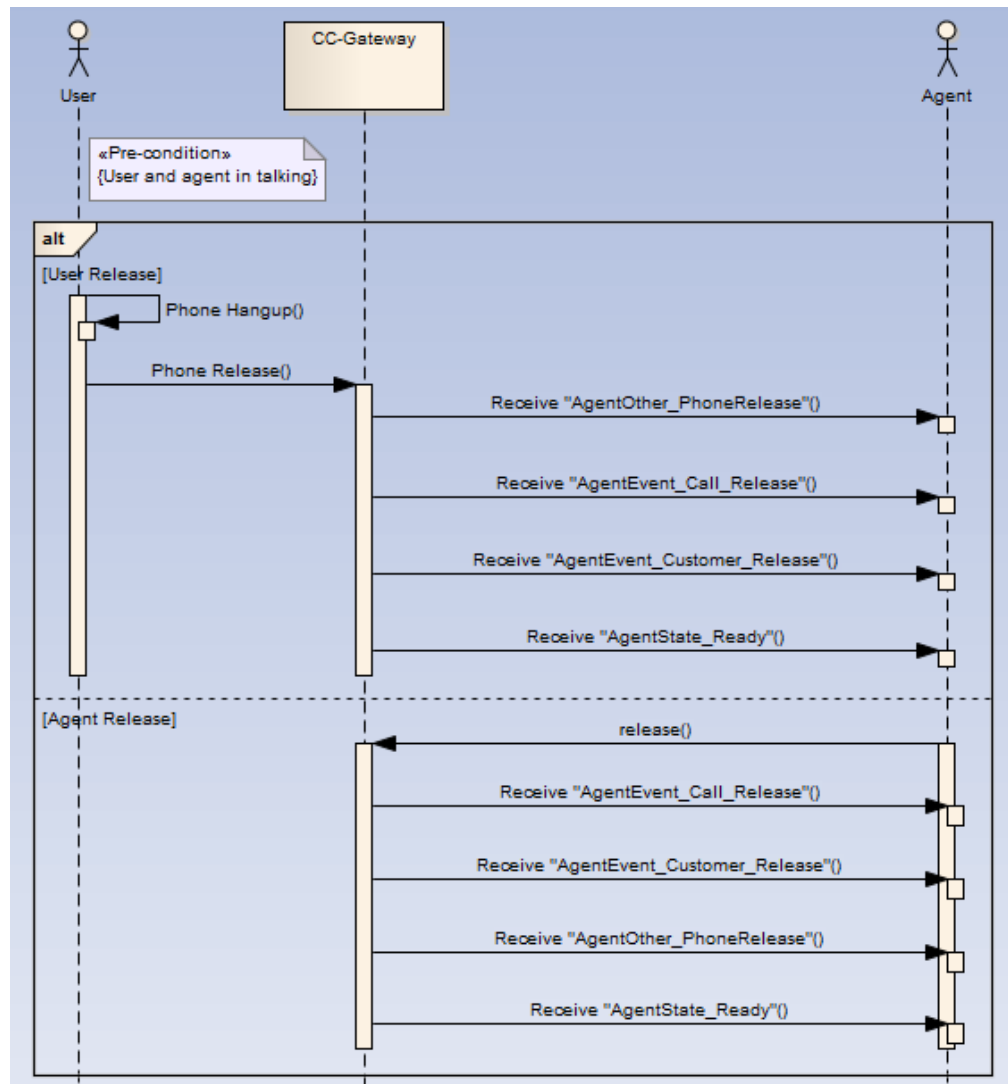 CC-Gateway
User
Agent
«Pre-condition»
{User and agent in talking}
alt
[User Release]
Phone Hangup()
Phone Release()
Receive "AgentOther_PhoneRelease"()
Receive "AgentEvent_Call_Release"()
Receive "AgentEvent_Customer_Release"()
Receive "AgentState_Ready"()
[Agent Release]
release()
Receive "AgentEvent_Call_Release"()
Receive "AgentEvent_Customer_Release"()
Receive "AgentOther_PhoneRelease"()
Receive "AgentState_Ready"()